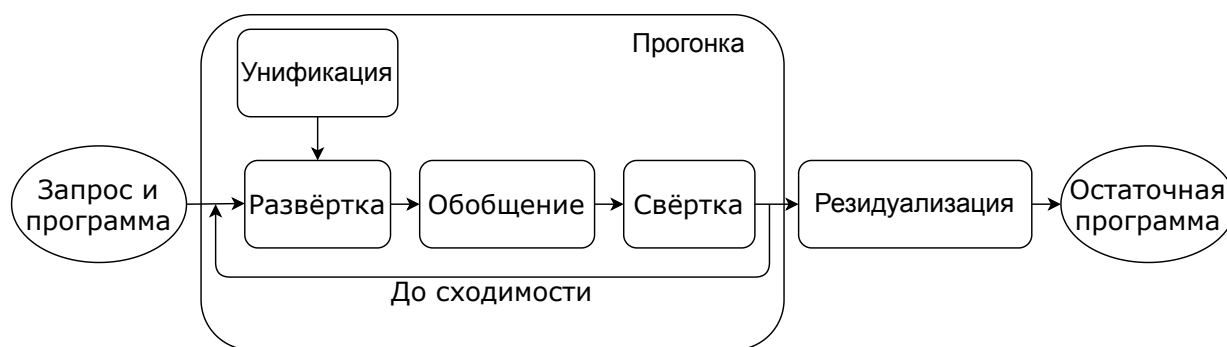 Прогонка
Унификация
Запрос и
программа
Развёртка
Обобщение
Свёртка
Резидуализация
Остаточная
программа
До сходимости